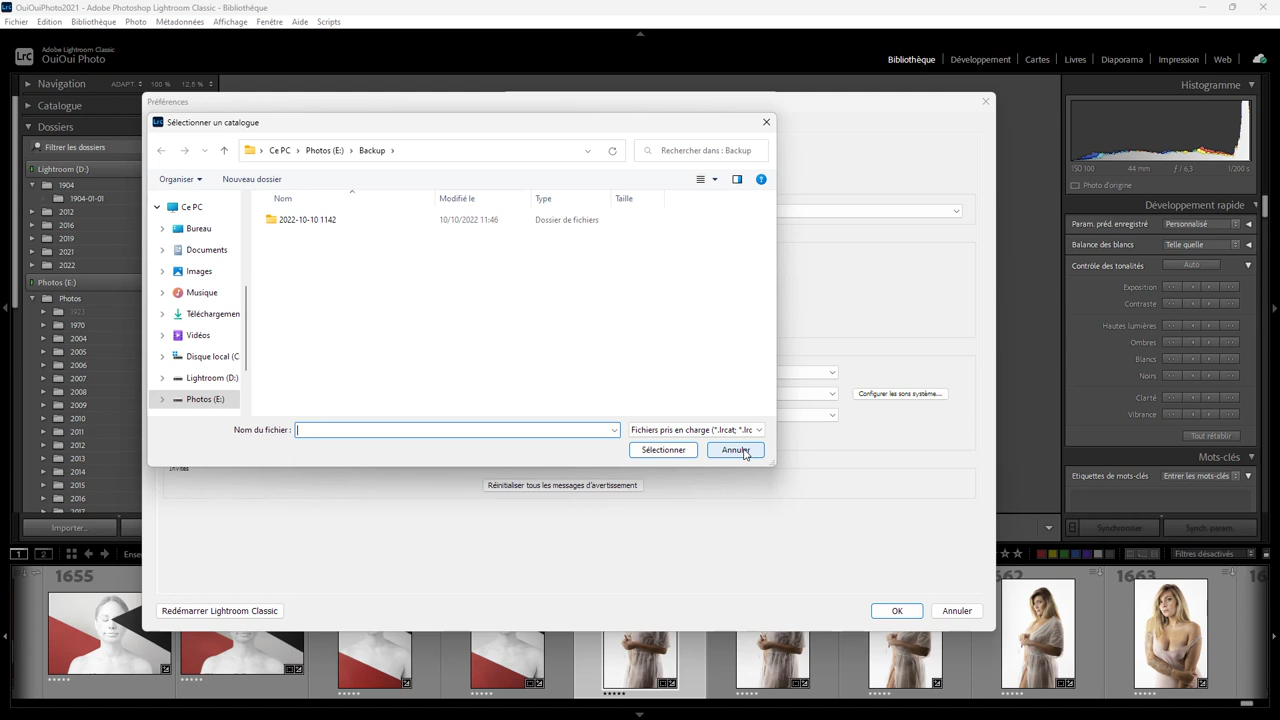 OuiOuiPhoto2021 - Adobe Photoshop Lightroom Classic - Bibliothèque
Fichier Edition Bibliothèque Photo Métadonnées Affichage Fenêtre Aide Scripts
Lrc
Adobe Lightroom Classic
OuiOui Photo
Bibliothèque | Développement | Cartes | Livres | Diaporama | Impression | Web
Navigation ADAPT. 100 % 12,5 %
Catalogue
Dossiers
Filtrer les dossiers
Lightroom (D:)
1904
1904-01-01
2012
2016
2019
2021
2022
Photos (E:)
Photos
1923
1970
2004
2005
2006
2007
2008
2009
2010
2011
2012
2013
2014
2015
2016
2017
Importer...
Préférences
Lrc Sélectionner un catalogue
Ce PC > Photos (E:) > Backup >
Rechercher dans : Backup
Organiser Nouveau dossier
Nom Modifié le Type Taille
2022-10-10 1142 10/10/2022 11:46 Dossier de fichiers
Ce PC
Bureau
Documents
Images
Musique
Téléchargemen
Vidéos
Disque local (C
Lightroom (D:)
Photos (E:)
Nom du fichier :
Fichiers pris en charge (*.lrcat; *.lrc
Sélectionner Annuler
Configurer les sons système...
Invites
Réinitialiser tous les messages d'avertissement
Redémarrer Lightroom Classic
OK Annuler
Histogramme
ISO 100 44 mm f / 6,3 1/200 s
Photo d'origine
Développement rapide
Param. préd. enregistré Personnalisé
Balance des blancs Telle quelle
Contrôle des tonalités Auto
Exposition
Contraste
Hautes lumières
Ombres
Blancs
Noirs
Clarté
Vibrance
Tout rétablir
Mots-clés
Etiquettes de mots-clés Entrer les mots-clés
Synchroniser Synch. param.
1 2 Ense
Filtres désactivés
1655
1663